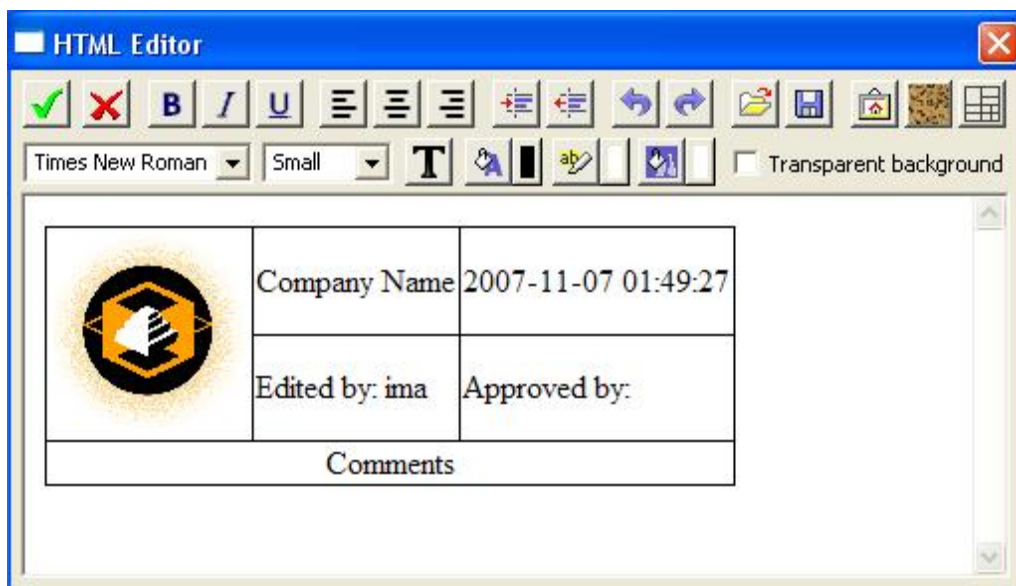 HTML Editor
B I U
Times New Roman Small T ab Transparent background
Company Name 2007-11-07 01:49:27
Edited by: ima Approved by:
Comments